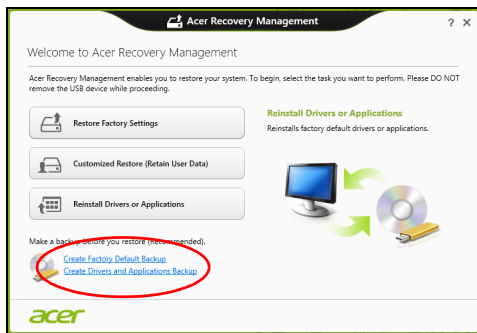 Acer Recovery Management
? X
Welcome to Acer Recovery Management
Acer Recovery Management enables you to restore your system. To begin, select the task you want to perform. Please DO NOT
remove the USB device while proceeding.
Restore Factory Settings
Reinstall Drivers or Applications
Reinstalls factory default drivers or applications.
Customized Restore (Retain User Data)
Reinstall Drivers or Applications
Make a backup before you restore (Recommended).
Create Factory Default Backup
Create Drivers and Applications Backup
acer